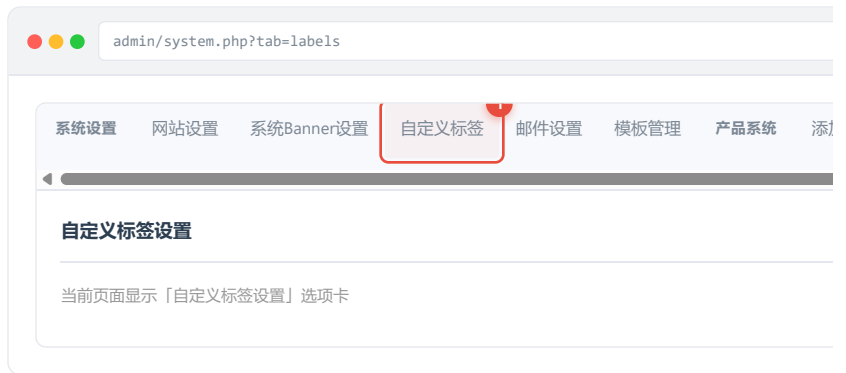 admin/system.php?tab=labels
系统设置 网站设置 系统Banner设置 自定义标签 邮件设置 模板管理 产品系统
自定义标签设置
当前页面显示「自定义标签设置」选项卡